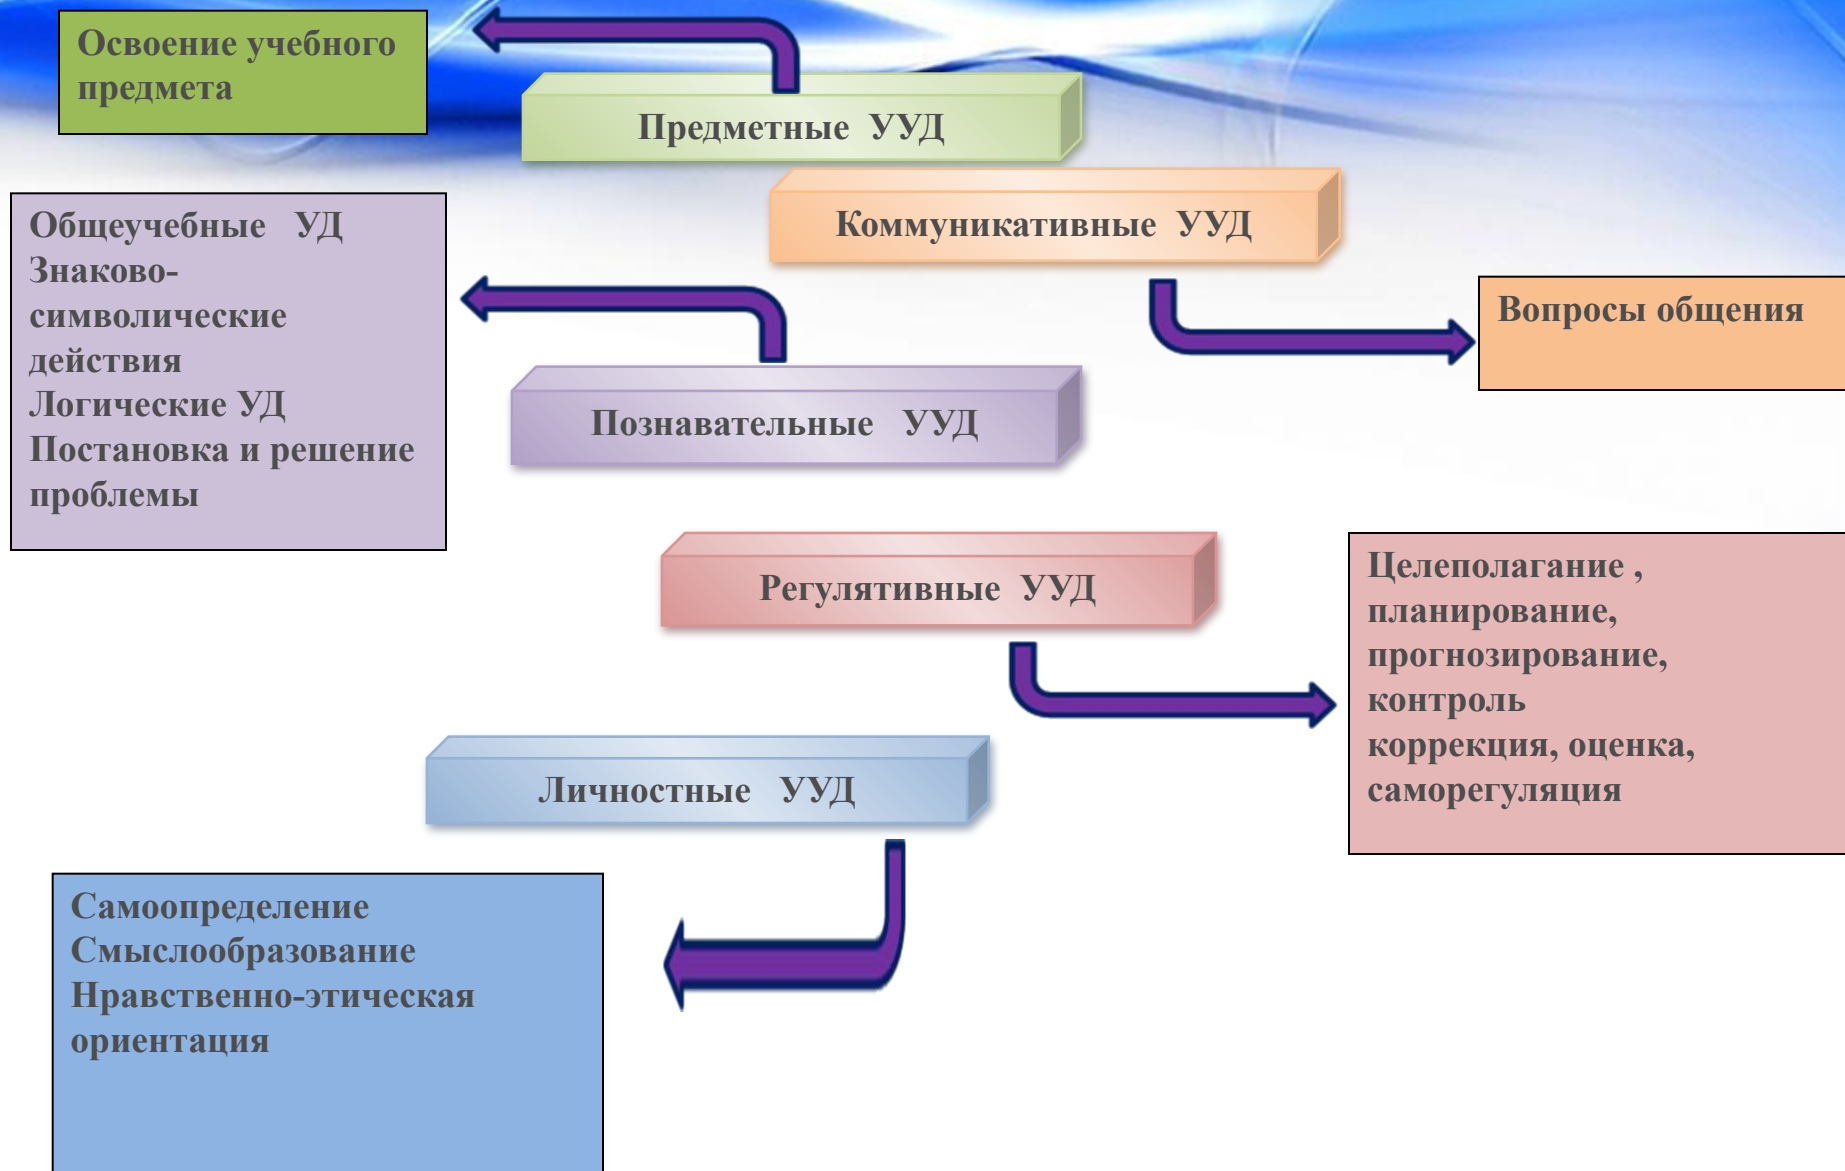 Освоение учебного
предмета
Предметные УУД
Коммуникативные УУД
Общеучебные УД
Знаково-
символические
действия
Логические УД
Постановка и решение
проблемы
Вопросы общения
Познавательные УУД
Регулятивные УУД
Целеполагание ,
планирование,
прогнозирование,
контроль
коррекция, оценка,
саморегуляция
Личностные УУД
Самоопределение
Смыслообразование
Нравственно-этическая
ориентация